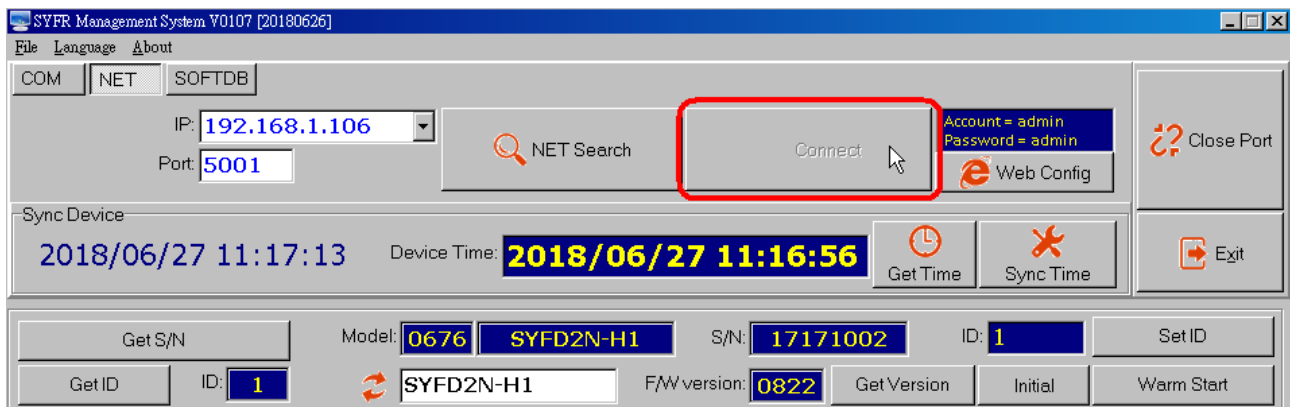 SYFR Management System V0107 [20180626]
File Language About
COM NET SOFTDB
IP: 192.168.1.106
Port: 5001
NET Search
Connect
Account = admin
Password = admin
Web Config
Close Port
Sync Device
2018/06/27 11:17:13
Device Time: 2018/06/27 11:16:56
Get Time
Sync Time
Exit
Get S/N
Model: 0676 SYFD2N-H1
S/N: 17171002
ID: 1
Set ID
Get ID
ID: 1
SYFD2N-H1
F/W version: 0822
Get Version
Initial
Warm Start